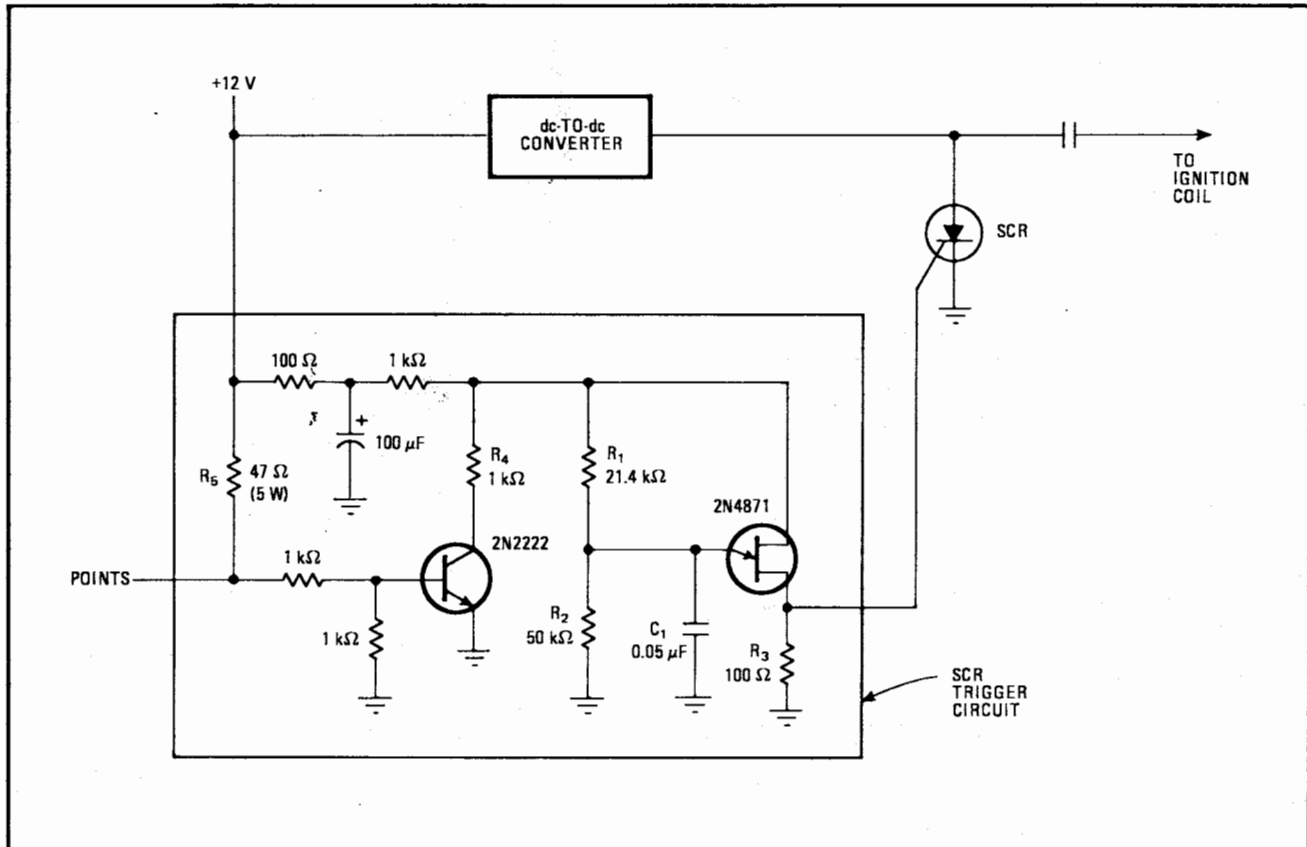 +12 V
dc-TO-dc
CONVERTER
TO
IGNITION
COIL
SCR
100 Ω
1 kΩ
+
100 μF
R4
1 kΩ
R1
21.4 kΩ
R5
47 Ω
(5 W)
2N4871
2N2222
1 kΩ
POINTS
1 kΩ
R2
50 kΩ
C1
0.05 μF
R3
100 Ω
SCR
TRIGGER
CIRCUIT